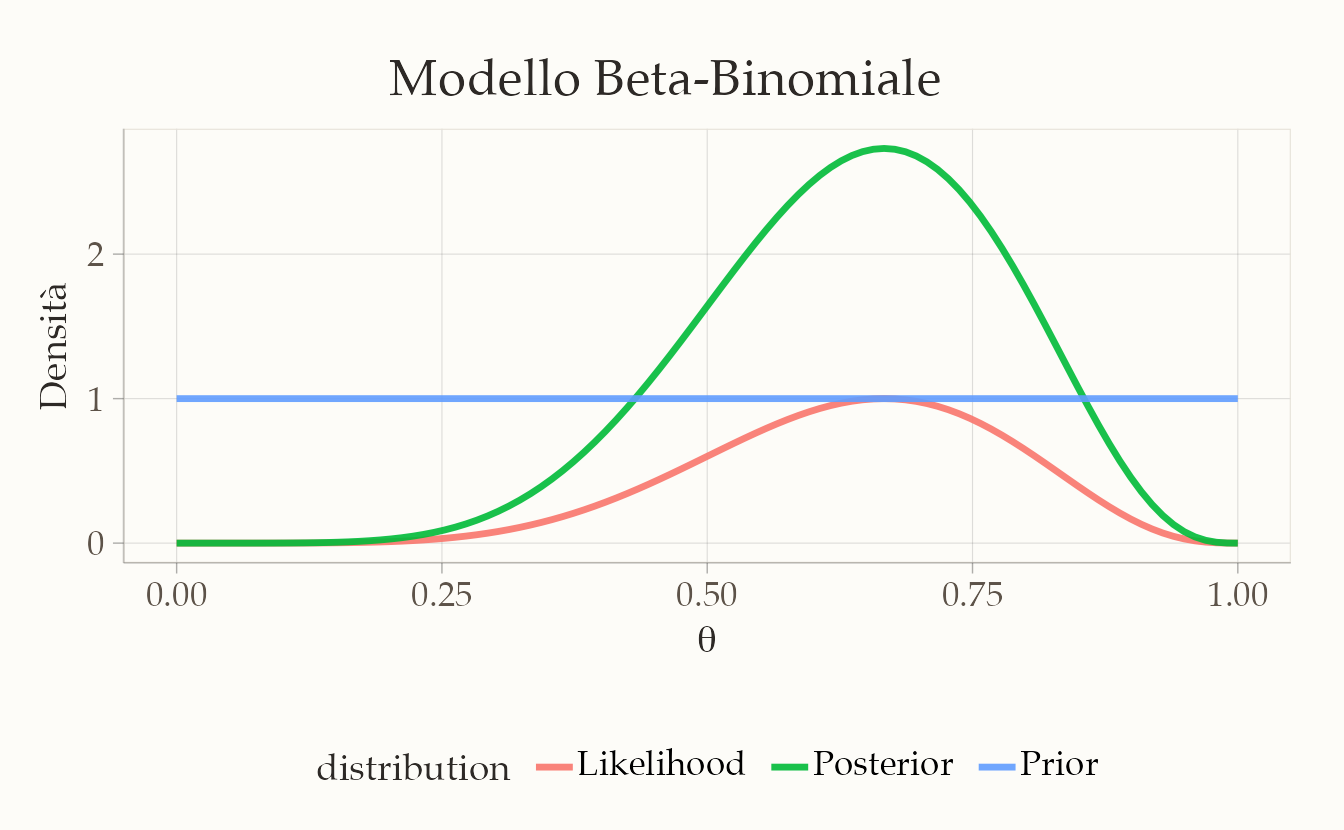 Modello Beta-Binomiale
Densità
2
1
0
0.00 0.25 0.50 0.75 1.00
θ
distribution Likelihood Posterior Prior